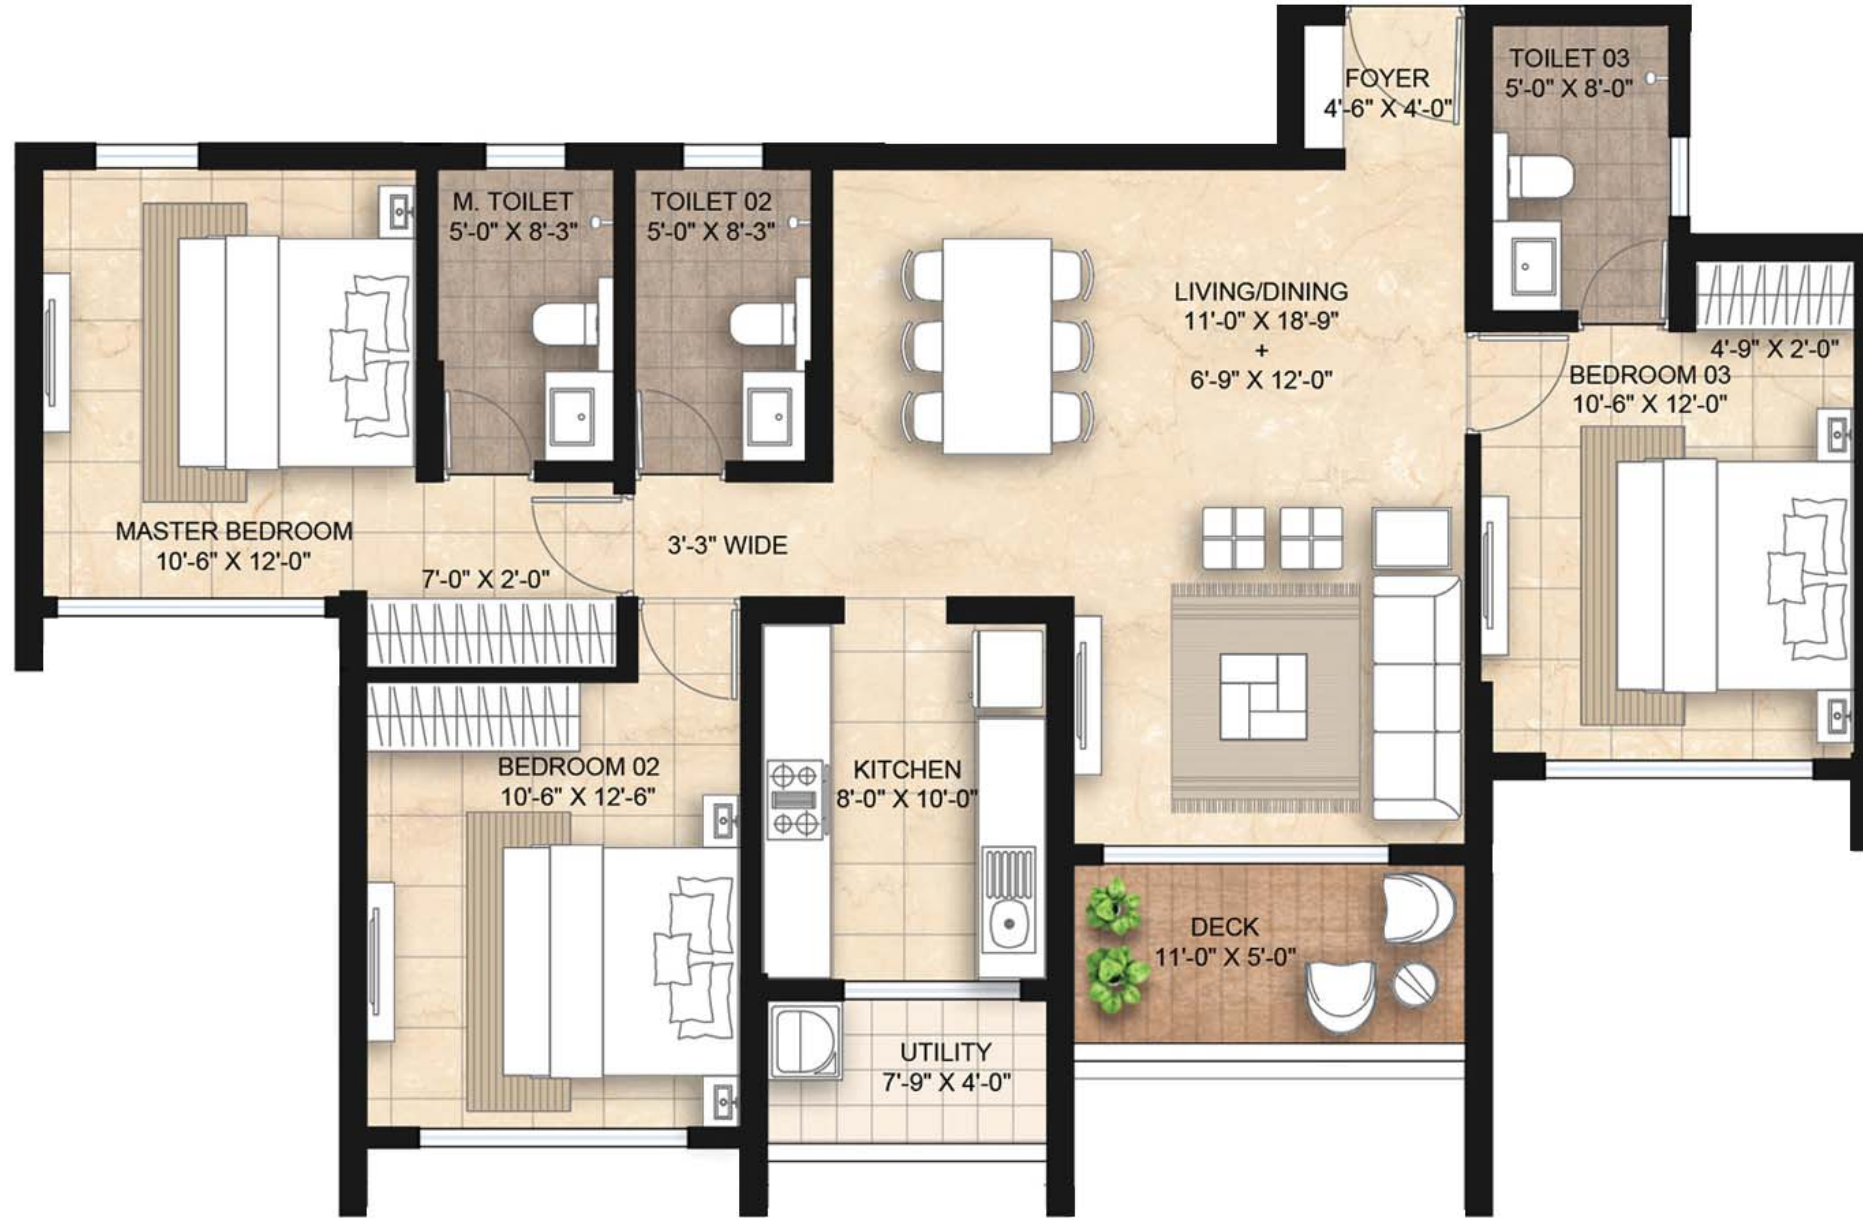 FOYER
4'-6" X 4'-0"
TOILET 03
5'-0" X 8'-0"
M. TOILET
5'-0" X 8'-3"
TOILET 02
5'-0" X 8'-3"
LIVING/DINING
11'-0" X 18'-9"
+
6'-9" X 12'-0"
4'-9" X 2'-0"
BEDROOM 03
10'-6" X 12'-0"
MASTER BEDROOM
10'-6" X 12'-0"
7'-0" X 2'-0"
3'-3" WIDE
BEDROOM 02
10'-6" X 12'-6"
KITCHEN
8'-0" X 10'-0"
DECK
11'-0" X 5'-0"
UTILITY
7'-9" X 4'-0"